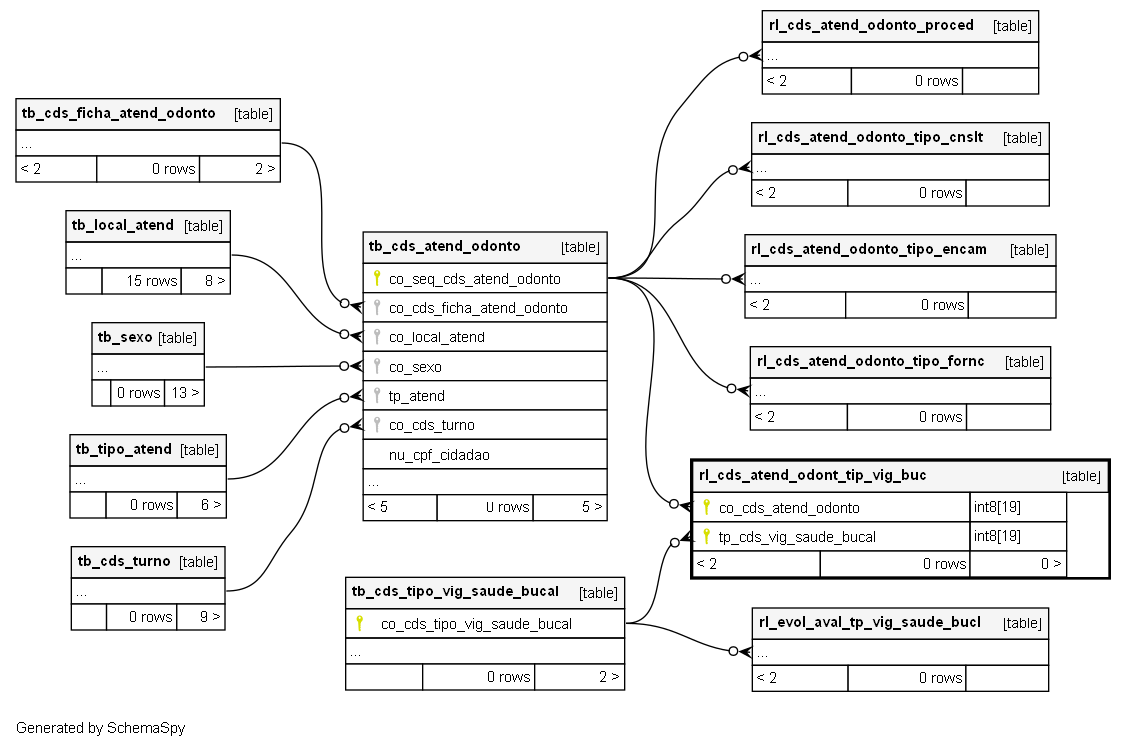 tb_cds_ficha_atend_odonto [table]
...
< 2 0 rows 2 >
tb_local_atend [table]
...
15 rows 8 >
tb_sexo [table]
...
0 rows 13 >
tb_tipo_atend [table]
...
0 rows 6 >
tb_cds_turno [table]
...
0 rows 9 >
tb_cds_atend_odonto [table]
co_seq_cds_atend_odonto
co_cds_ficha_atend_odonto
co_local_atend
co_sexo
tp_atend
co_cds_turno
nu_cpf_cidadao
...
< 5 0 rows 5 >
tb_cds_tipo_vig_saude_bucal [table]
co_cds_tipo_vig_saude_bucal
...
0 rows 2 >
rl_cds_atend_odonto_proced [table]
...
< 2 0 rows
rl_cds_atend_odonto_tipo_cnslt [table]
...
< 2 0 rows
rl_cds_atend_odonto_tipo_encam [table]
...
< 2 0 rows
rl_cds_atend_odonto_tipo_fornc [table]
...
< 2 0 rows
rl_cds_atend_odont_tip_vig_buc [table]
co_cds_atend_odonto int8[19]
tp_cds_vig_saude_bucal int8[19]
< 2 0 rows 0 >
rl_evol_aval_tp_vig_saude_bucl [table]
...
< 2 0 rows
Generated by SchemaSpy